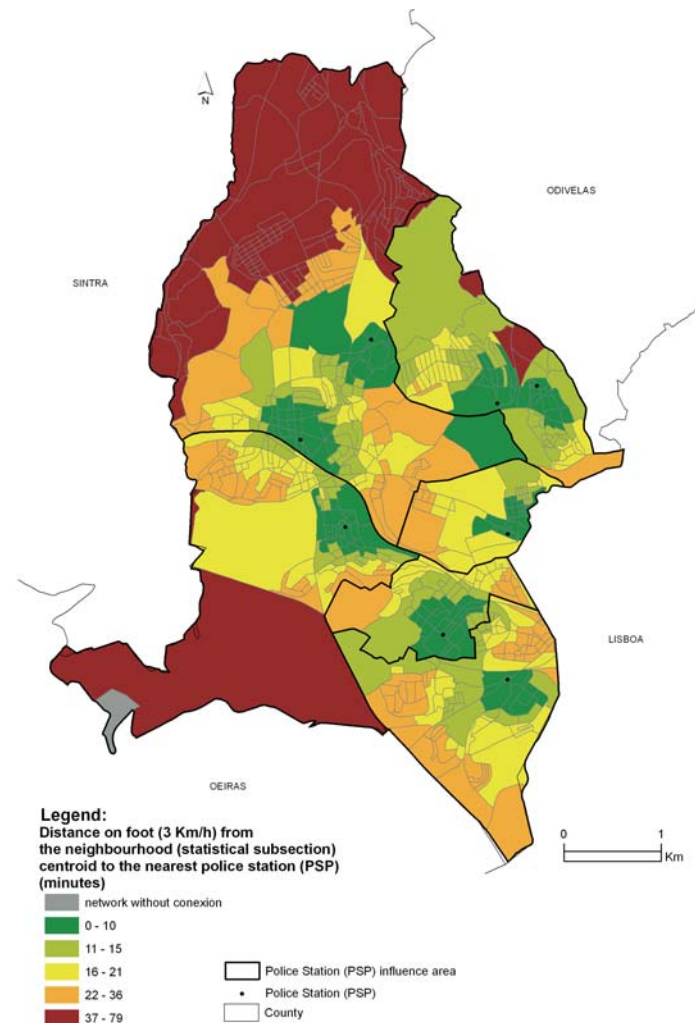 N
ODIVELAS
SINTRA
LISBOA
OEIRAS
Legend:
Distance on foot (3 Km/h) from
the neighbourhood (statistical subsection)
centroid to the nearest police station (PSP)
(minutes)
network without conexion
0 - 10
11 - 15
16 - 21
22 - 36
37 - 79
Police Station (PSP) influence area
Police Station (PSP)
County
0 1
Km